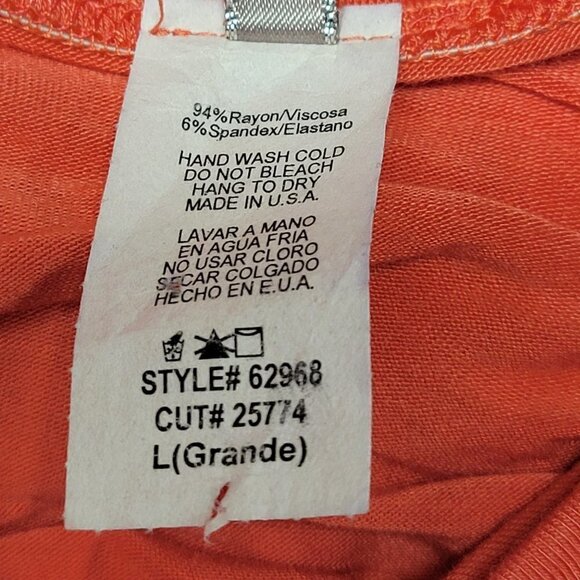 94%Rayon/Viscosa
6%Spandex/Elastano
HAND WASH COLD
DO NOT BLEACH
HANG TO DRY
MADE IN U.S.A.
LAVAR A MANO
EN AGUA FRIA
NO USAR CLORO
SECAR COLGADO
HECHO EN E.U.A.
STYLE# 62968
CUT# 25774
L(Grande)